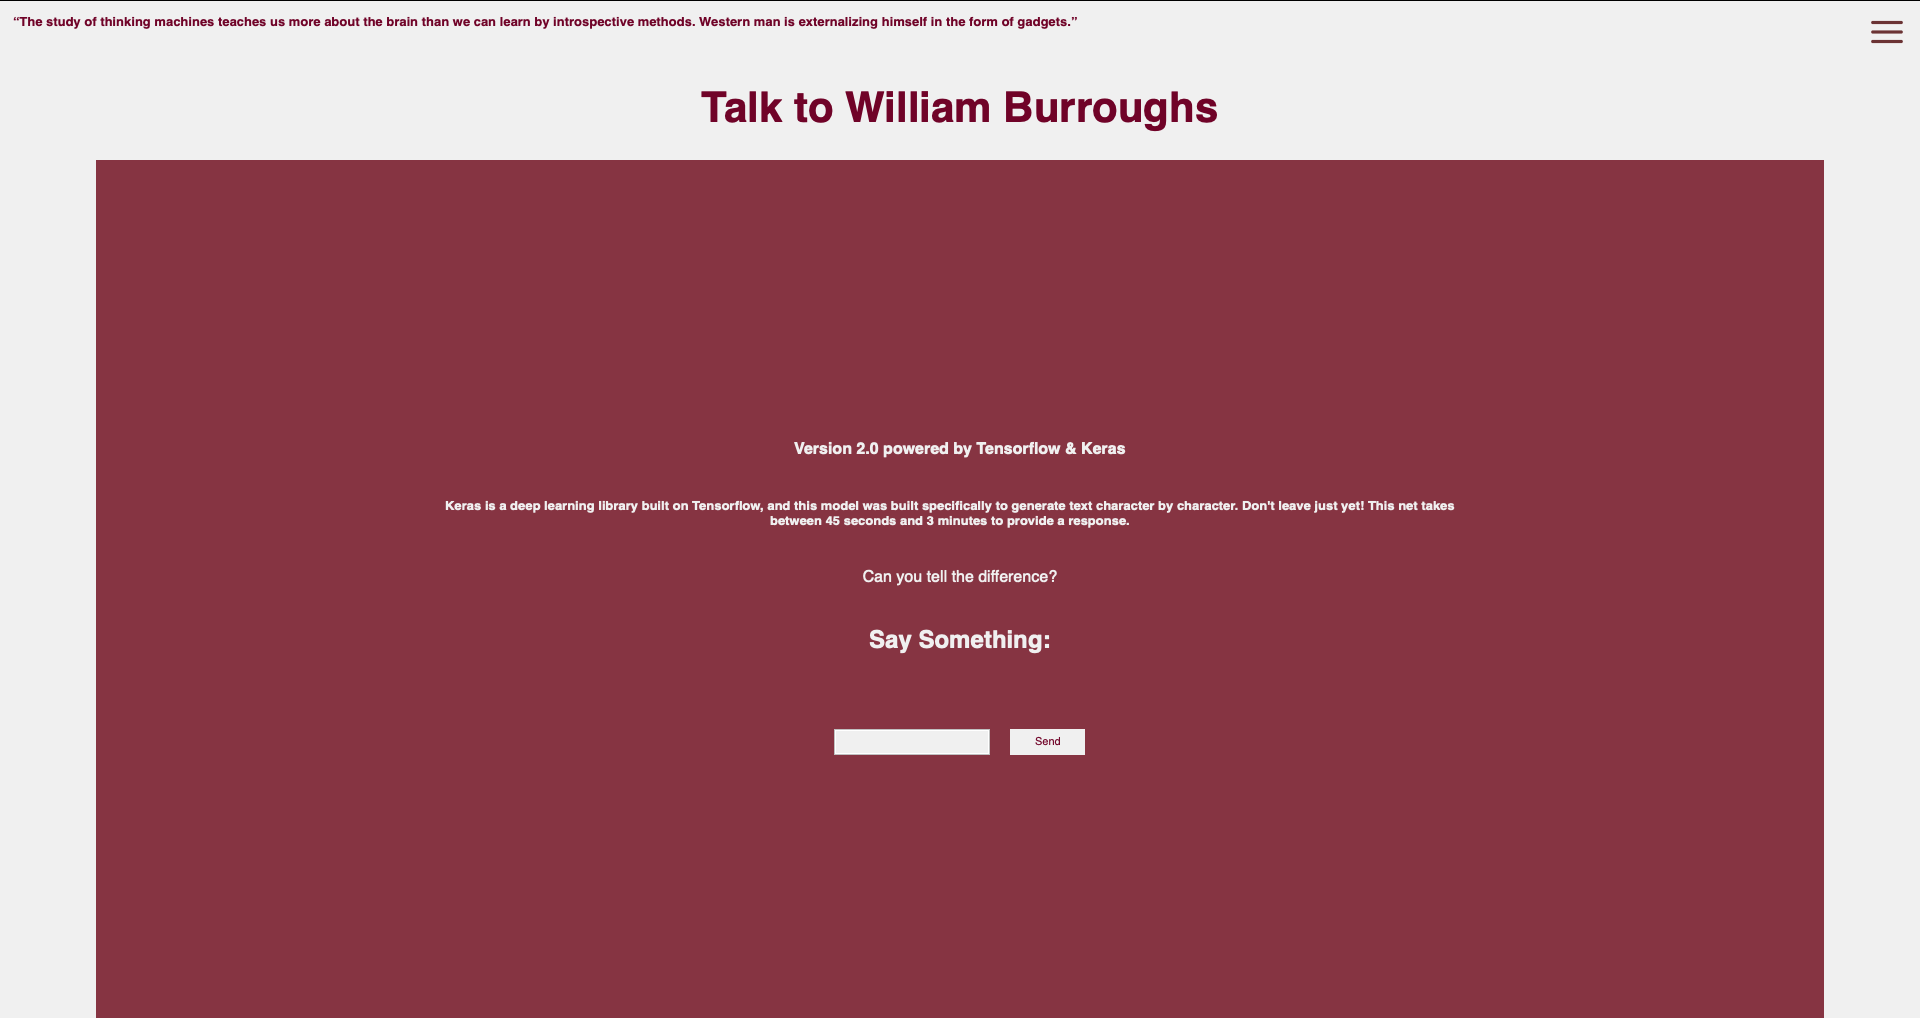 “The study of thinking machines teaches us more about the brain than we can learn by introspective methods. Western man is externalizing himself in the form of gadgets.”
Talk to William Burroughs
Version 2.0 powered by Tensorflow & Keras
Keras is a deep learning library built on Tensorflow, and this model was built specifically to generate text character by character. Don't leave just yet! This net takes
between 45 seconds and 3 minutes to provide a response.
Can you tell the difference?
Say Something:
Send